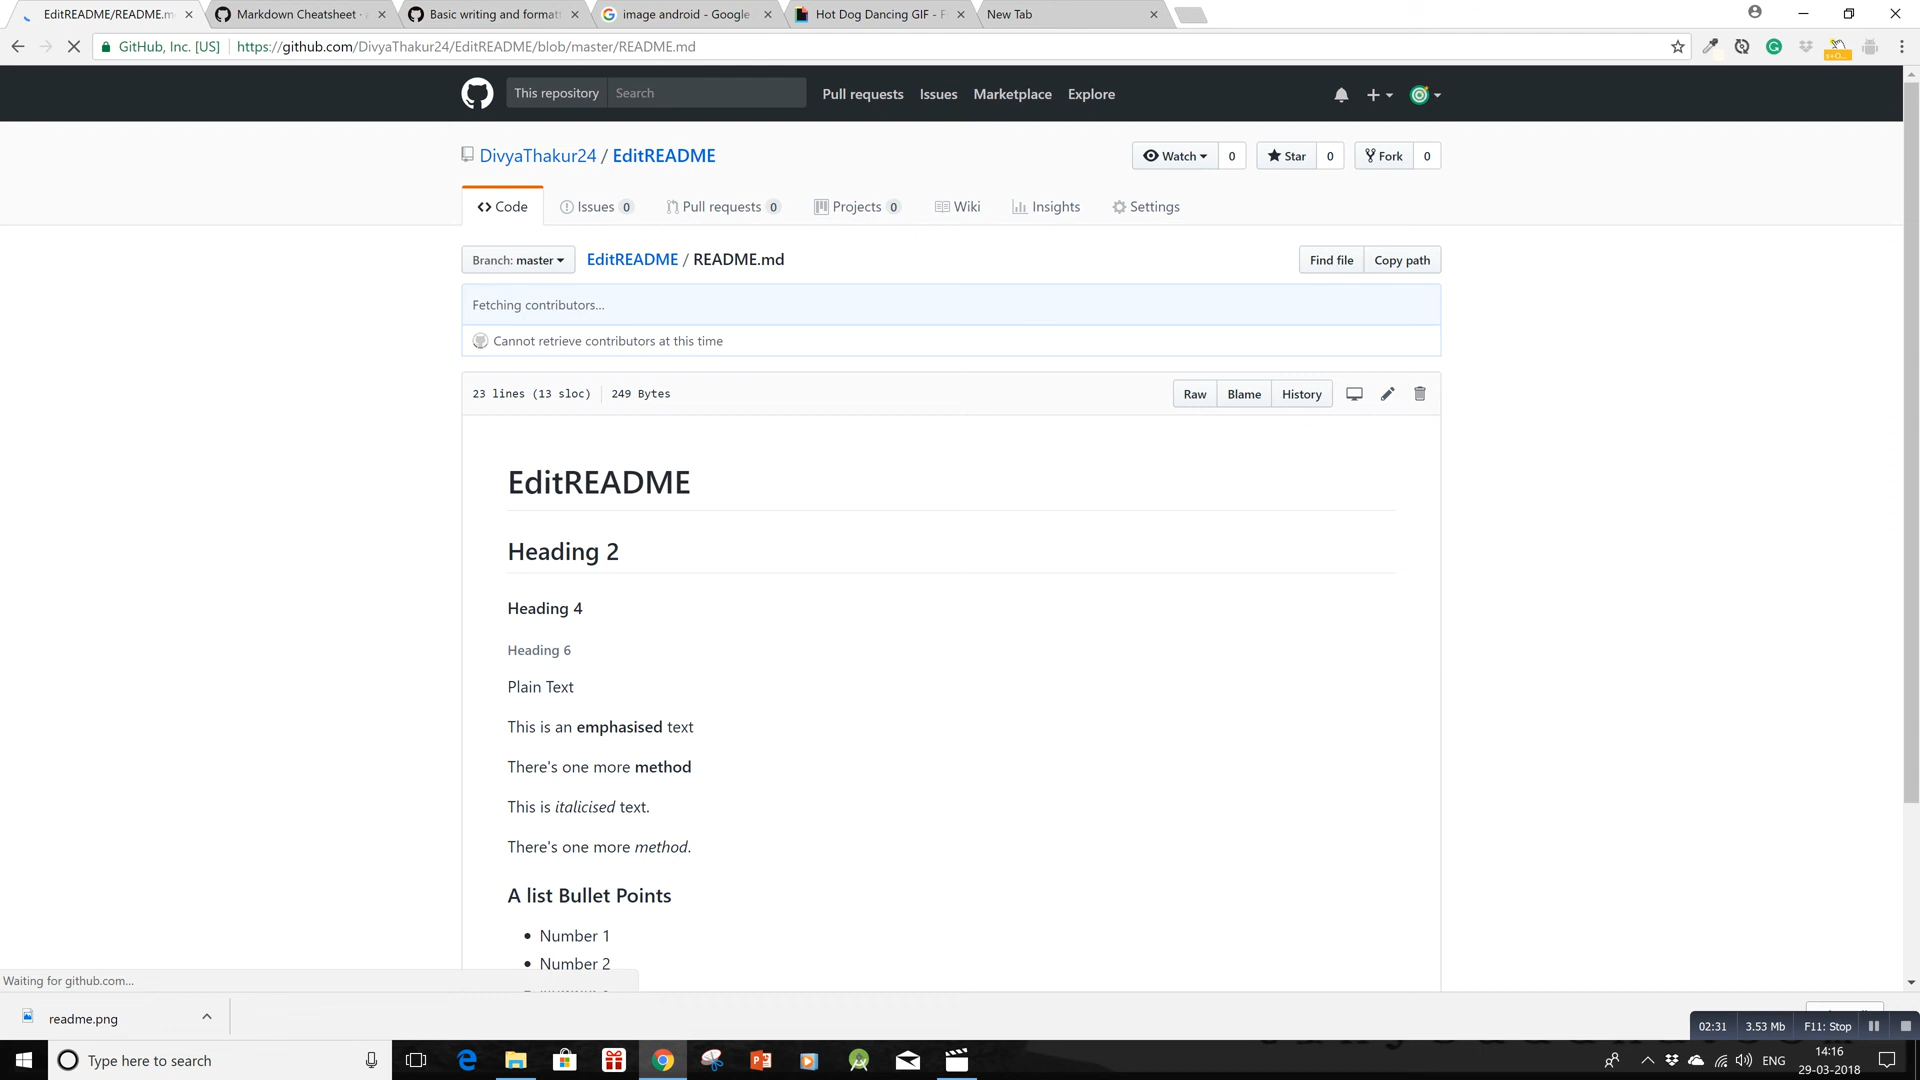 EditREADME/README.m
Markdown Cheatsheet ·
Basic writing and formatt
image android - Google
Hot Dog Dancing GIF - F
New Tab
GitHub, Inc. [US] https://github.com/DivyaThakur24/EditREADME/blob/master/README.md
This repository Search Pull requests Issues Marketplace Explore
DivyaThakur24 / EditREADME
Watch 0 Star 0 Fork 0
Code Issues 0 Pull requests 0 Projects 0 Wiki Insights Settings
Branch: master EditREADME / README.md Find file Copy path
Fetching contributors...
Cannot retrieve contributors at this time
23 lines (13 sloc) 249 Bytes Raw Blame History
EditREADME
Heading 2
Heading 4
Heading 6
Plain Text
This is an emphasised text
There's one more method
This is italicised text.
There's one more method.
A list Bullet Points
• Number 1
• Number 2
Waiting for github.com...
readme.png
02:31 3.53 Mb F11: Stop
Type here to search
ENG
14:16
29-03-2018